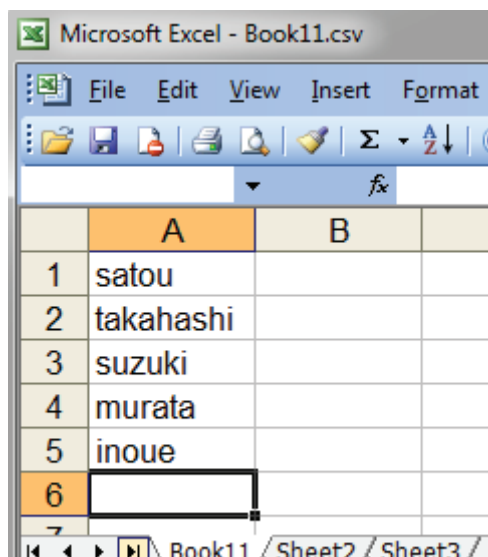 Microsoft Excel - Book11.csv
File Edit View Insert Format
Σ A Z
fx
A B
1 satou
2 takahashi
3 suzuki
4 murata
5 inoue
6
Book11 / Sheet2 / Sheet3 /